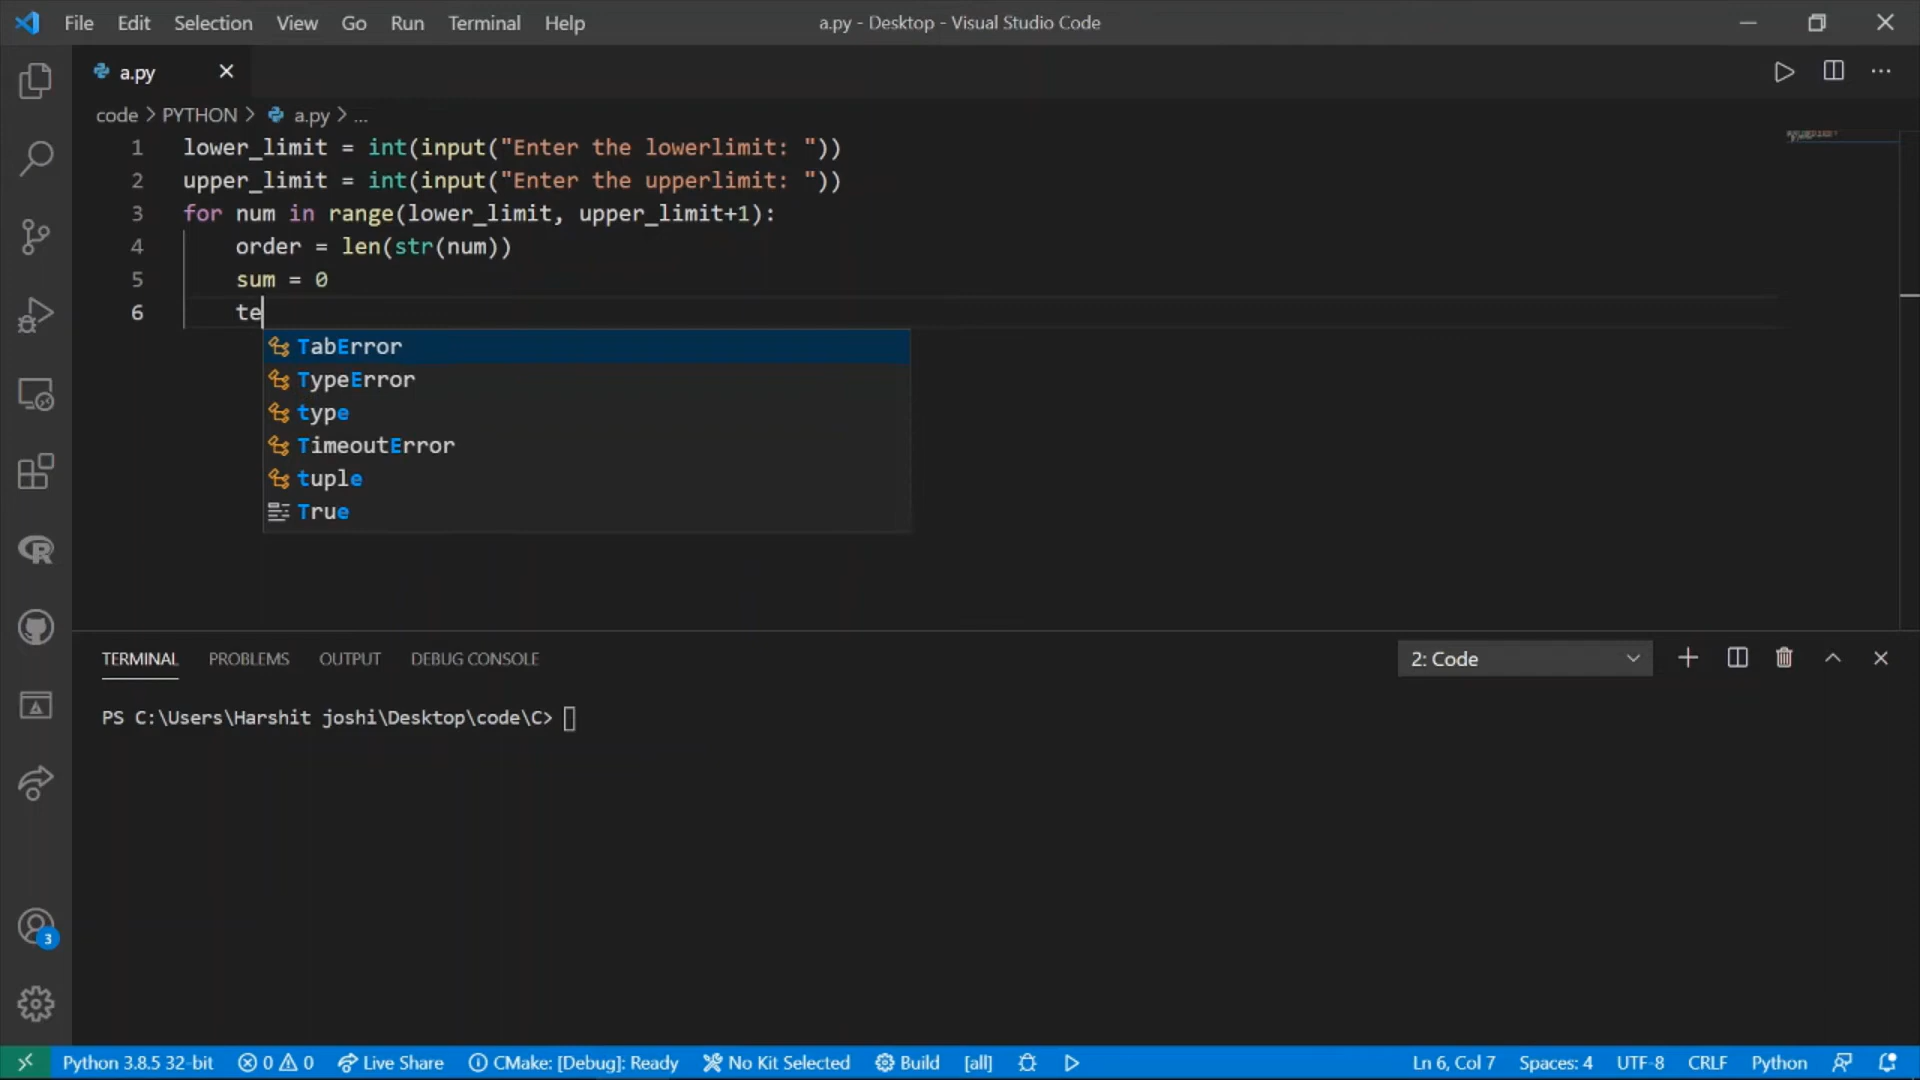 File Edit Selection View Go Run Terminal Help
a.py - Desktop - Visual Studio Code
a.py
code > PYTHON > a.py > ...
1 lower_limit = int(input("Enter the lowerlimit: "))
2 upper_limit = int(input("Enter the upperlimit: "))
3 for num in range(lower_limit, upper_limit+1):
4 order = len(str(num))
5 sum = 0
6 te
TabError
TypeError
type
TimeoutError
tuple
True
TERMINAL PROBLEMS OUTPUT DEBUG CONSOLE
2: Code
PS C:\Users\Harshit joshi\Desktop\code\C>
3
Python 3.8.5 32-bit 0 0 Live Share CMake: [Debug]: Ready No Kit Selected Build [all] Ln 6, Col 7 Spaces: 4 UTF-8 CRLF Python